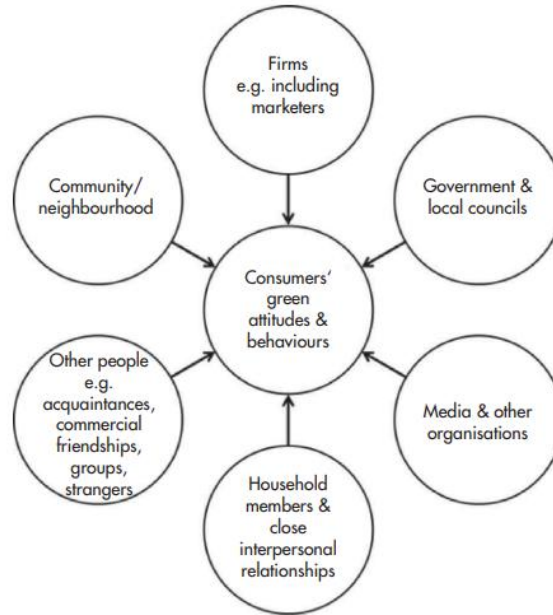 Firms
e.g. including
marketers
Community/
neighbourhood
Government &
local councils
Consumers’
green
attitudes &
behaviours
Other people
e.g.
acquaintances,
commercial
friendships,
groups,
strangers
Media & other
organisations
Household
members &
close
interpersonal
relationships